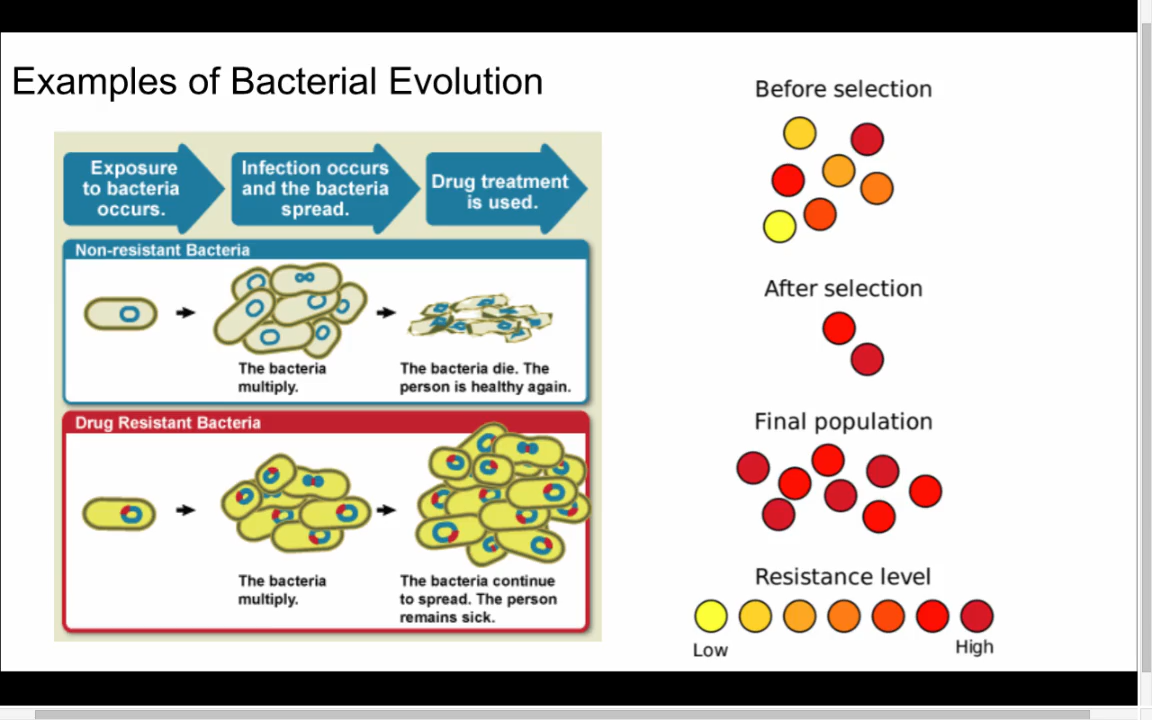 Examples of Bacterial Evolution
Exposure
to bacteria
occurs.
Infection occurs
and the bacteria
spread.
Drug treatment
is used.
Non-resistant Bacteria
The bacteria
multiply.
The bacteria die. The
person is healthy again.
Drug Resistant Bacteria
The bacteria
multiply.
The bacteria continue
to spread. The person
remains sick.
Before selection
After selection
Final population
Resistance level
Low
High